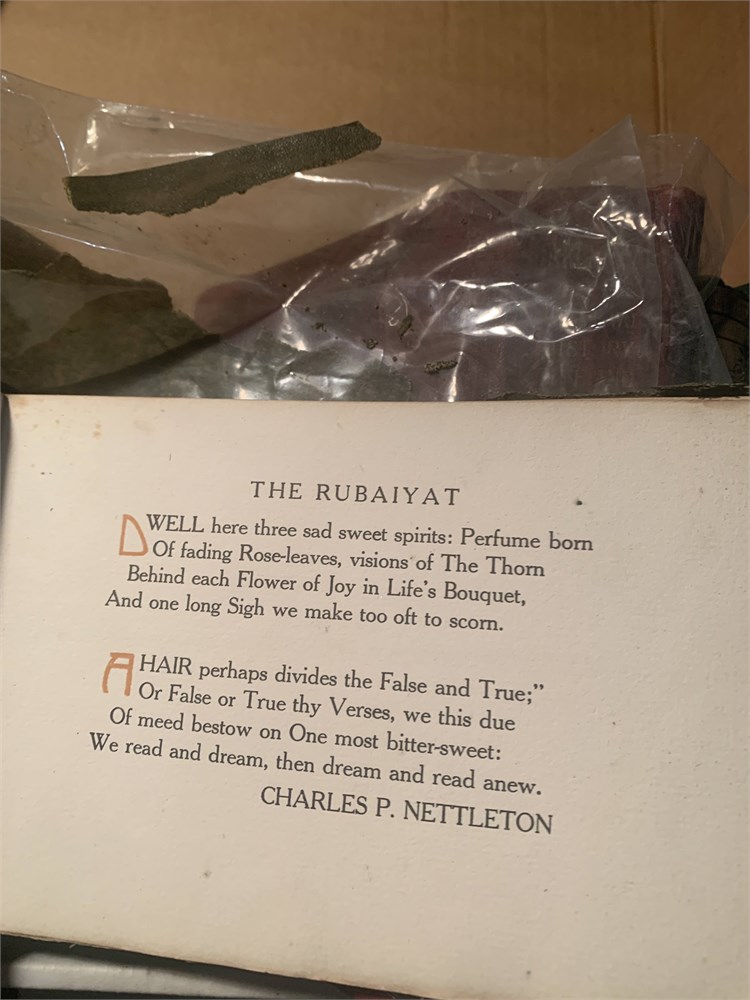 THE RUBAIYAT
DWELL here three sad sweet spirits: Perfume born
Of fading Rose-leaves, visions of The Thorn
Behind each Flower of Joy in Life's Bouquet,
And one long Sigh we make too oft to scorn.
A HAIR perhaps divides the False and True;"
Or False or True thy Verses, we this due
Of meed bestow on One most bitter-sweet:
We read and dream, then dream and read anew.
CHARLES P. NETTLETON